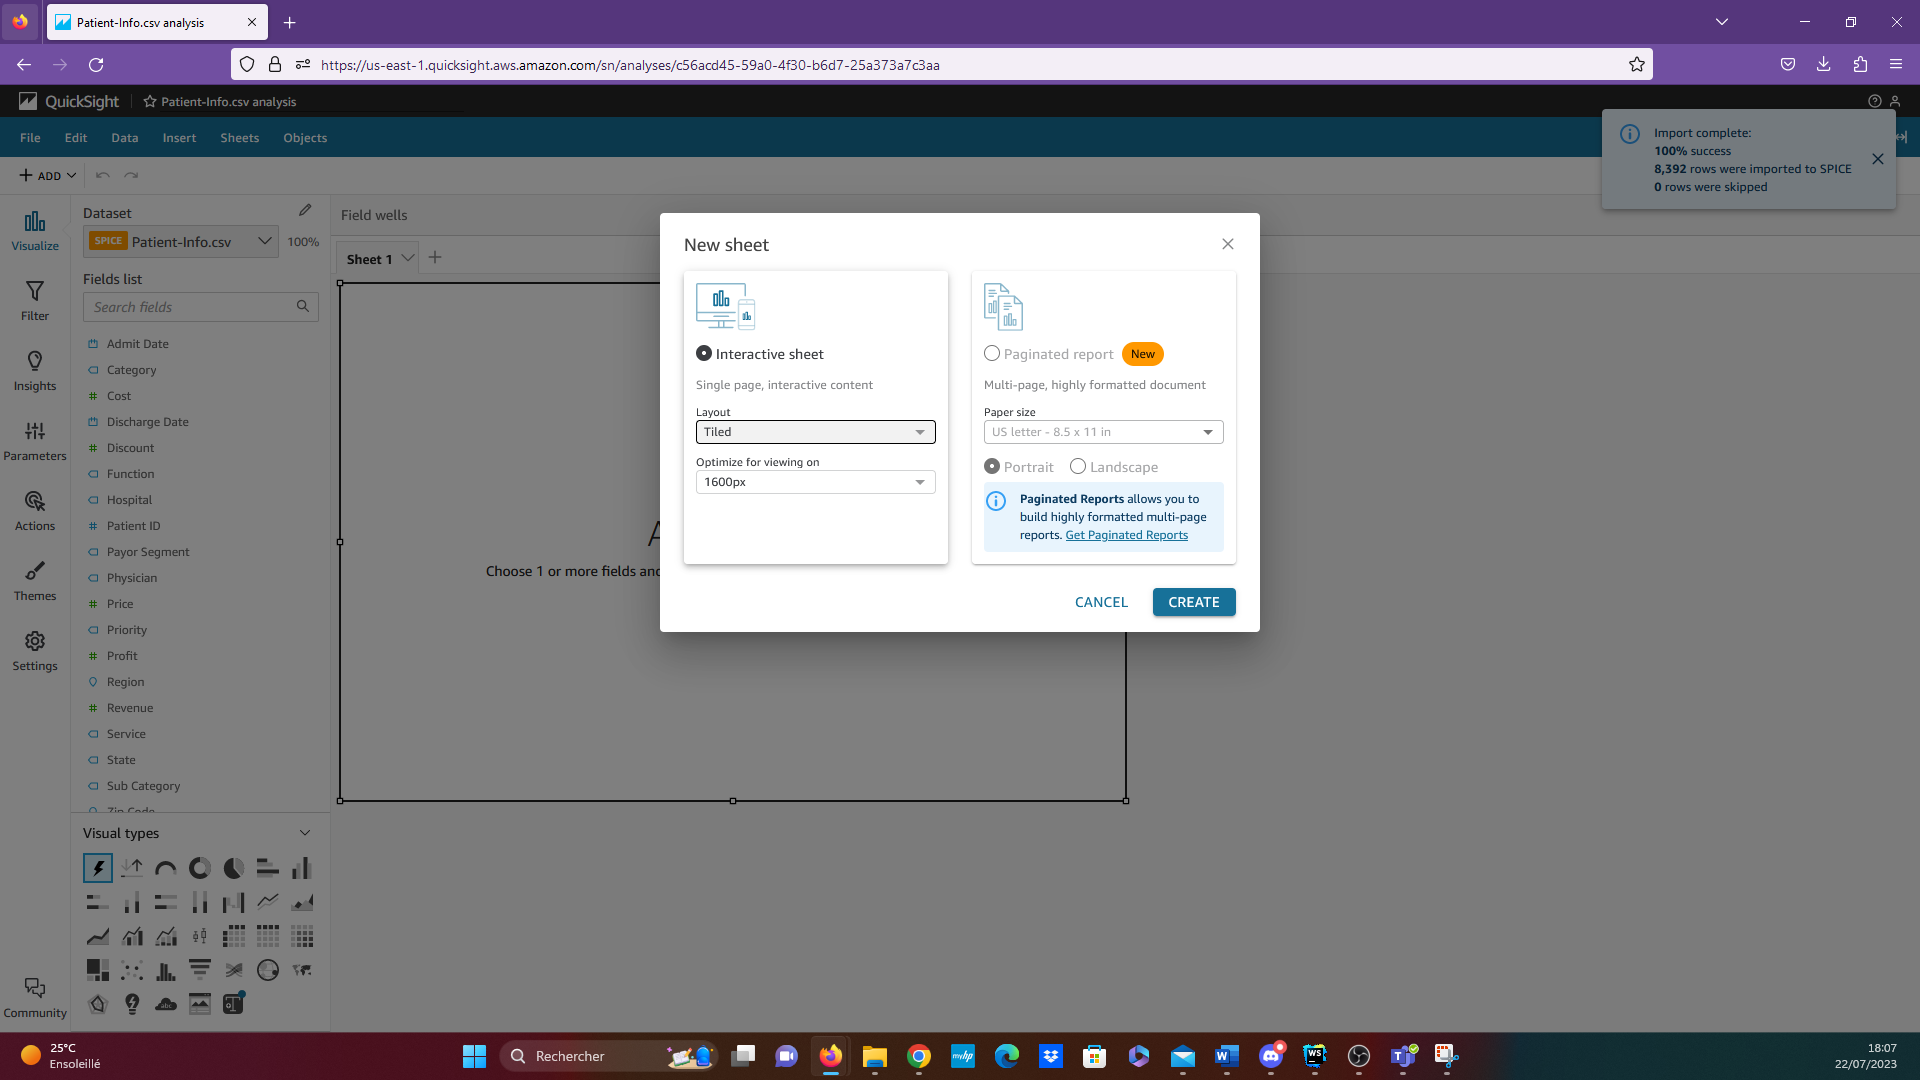 Patient-Info.csv analysis
https://us-east-1.quicksight.aws.amazon.com/sn/analyses/c56acd45-59a0-4f30-b6d7-25a373a7c3aa
QuickSight
Patient-Info.csv analysis
File Edit Data Insert Sheets Objects
Import complete:
100% success
8,392 rows were imported to SPICE
0 rows were skipped
ADD
Visualize
Filter
Insights
Parameters
Actions
Themes
Settings
Community
Dataset
SPICE Patient-Info.csv 100%
Fields list
Search fields
Admit Date
Category
Cost
Discharge Date
Discount
Function
Hospital
Patient ID
Payor Segment
Physician
Price
Priority
Profit
Region
Revenue
Service
State
Sub Category
Zip Code
Visual types
Field wells
Sheet 1
A
Choose 1 or more fields and
New sheet
Interactive sheet
Single page, interactive content
Layout
Tiled
Optimize for viewing on
1600px
Paginated report New
Multi-page, highly formatted document
Paper size
US letter - 8.5 x 11 in
Portrait Landscape
Paginated Reports allows you to
build highly formatted multi-page
reports. Get Paginated Reports
CANCEL CREATE
abc
25°C
Ensoleillé
Rechercher
myhp
W
WS
T
18:07
22/07/2023